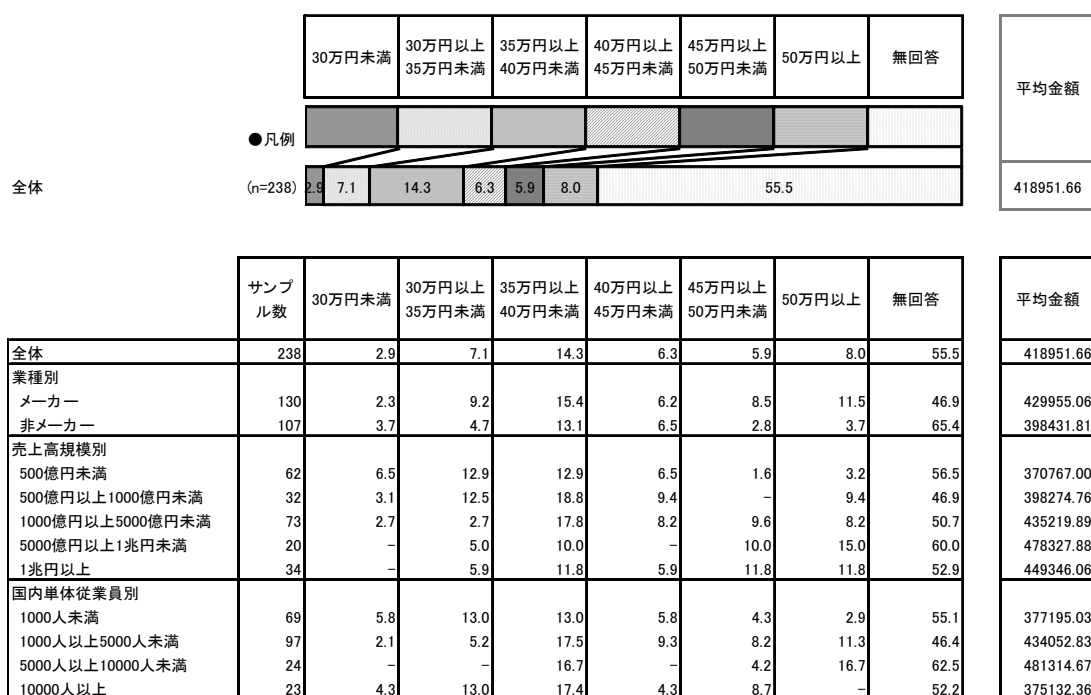 30万円未満 30万円以上35万円未満 35万円以上40万円未満 40万円以上45万円未満 45万円以上50万円未満 50万円以上 無回答 平均金額
●凡例
全体 (n=238) 2.9 7.1 14.3 6.3 5.9 8.0 55.5 418951.66
サンプル数 30万円未満 30万円以上35万円未満 35万円以上40万円未満 40万円以上45万円未満 45万円以上50万円未満 50万円以上 無回答 平均金額
全体 238 2.9 7.1 14.3 6.3 5.9 8.0 55.5 418951.66
業種別
メーカー 130 2.3 9.2 15.4 6.2 8.5 11.5 46.9 429955.06
非メーカー 107 3.7 4.7 13.1 6.5 2.8 3.7 65.4 398431.81
売上高規模別
500億円未満 62 6.5 12.9 12.9 6.5 1.6 3.2 56.5 370767.00
500億円以上1000億円未満 32 3.1 12.5 18.8 9.4 － 9.4 46.9 398274.76
1000億円以上5000億円未満 73 2.7 2.7 17.8 8.2 9.6 8.2 50.7 435219.89
5000億円以上1兆円未満 20 － 5.0 10.0 － 10.0 15.0 60.0 478327.88
1兆円以上 34 － 5.9 11.8 5.9 11.8 11.8 52.9 449346.06
国内単体従業員別
1000人未満 69 5.8 13.0 13.0 5.8 4.3 2.9 55.1 377195.03
1000人以上5000人未満 97 2.1 5.2 17.5 9.3 8.2 11.3 46.4 434052.83
5000人以上10000人未満 24 － － 16.7 － 4.2 16.7 62.5 481314.67
10000人以上 23 4.3 13.0 17.4 4.3 8.7 － 52.2 375132.36